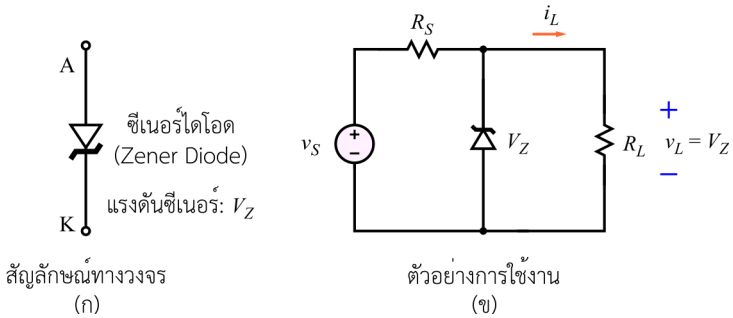 A
ซีเนอร์ไดโอด
(Zener Diode)
แรงดันซีเนอร์: V_Z
K
สัญลักษณ์ทางวงจร
(ก)
R_S
i_L
v_S
+
−
V_Z
R_L
+
v_L = V_Z
−
ตัวอย่างการใช้งาน
(ข)